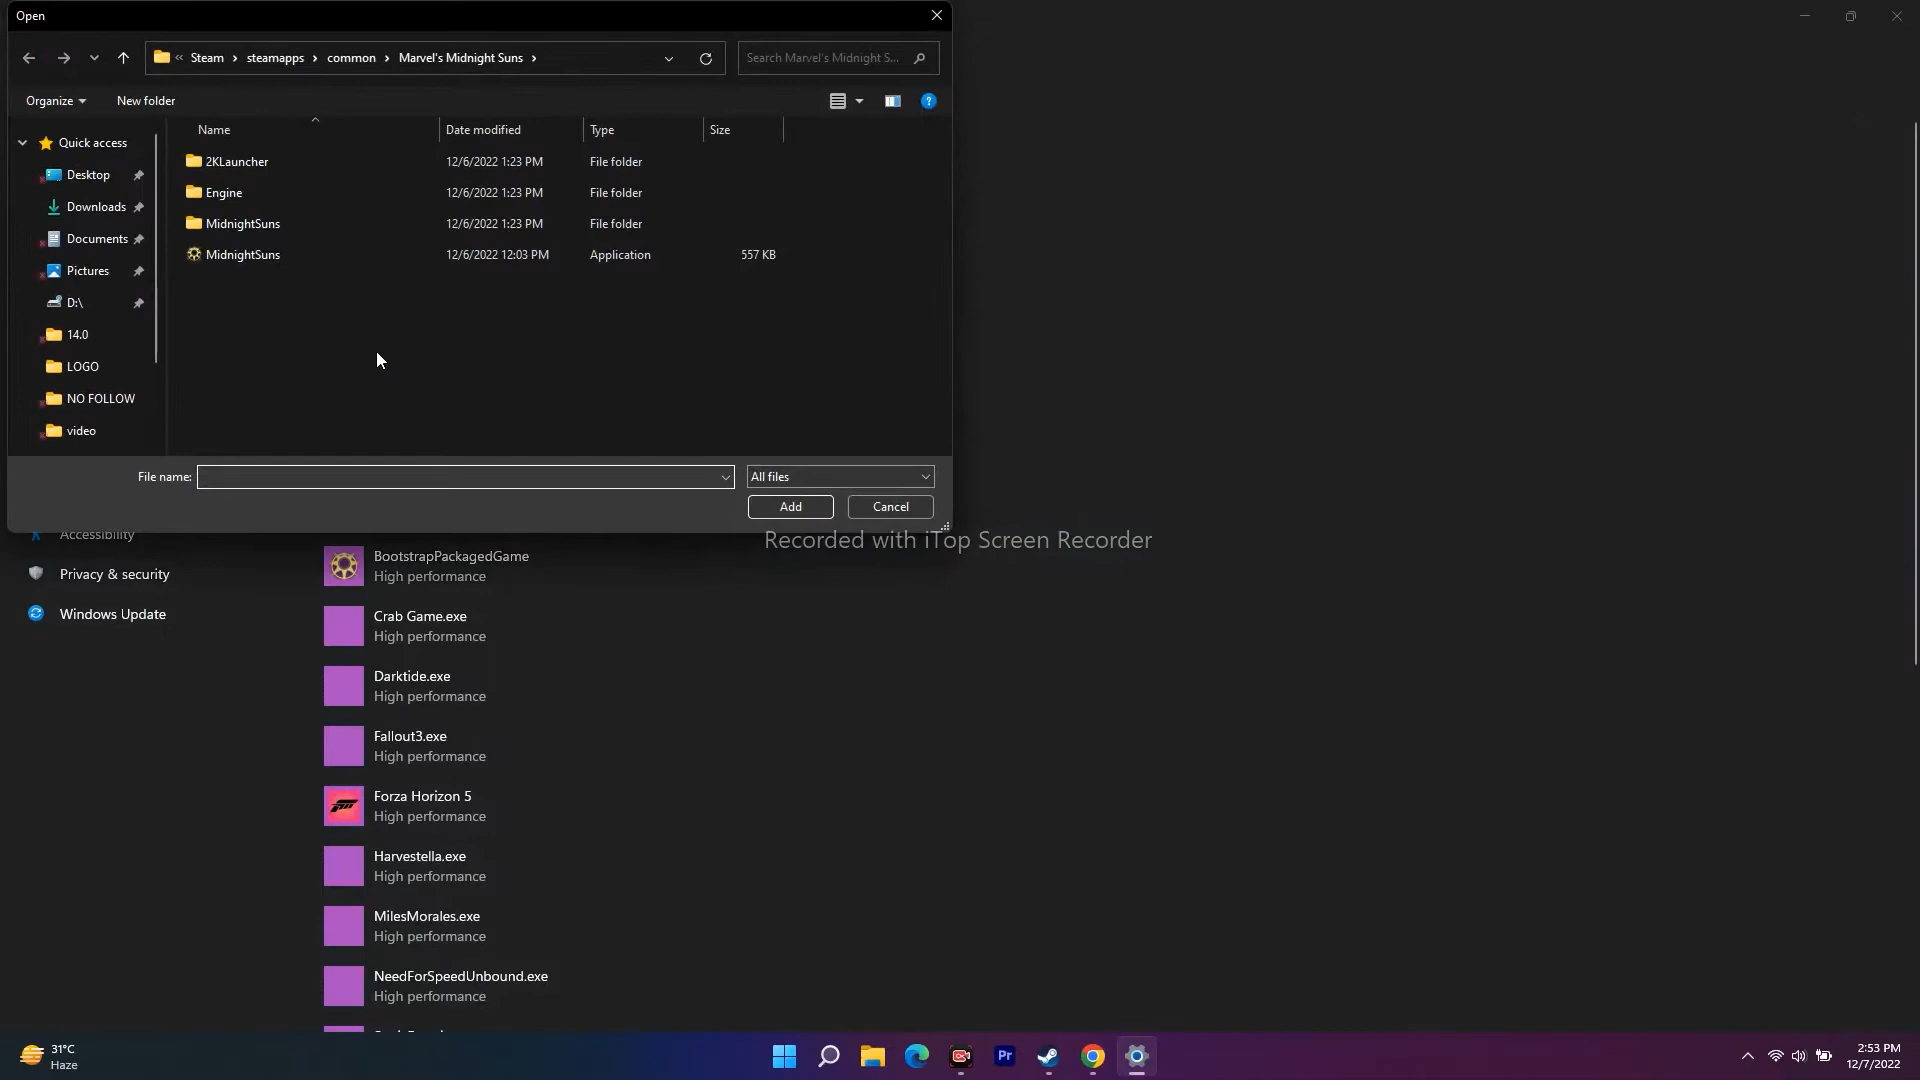 Open
« Steam > steamapps > common > Marvel's Midnight Suns >
Search Marvel's Midnight S...
Organize
New folder
Name Date modified Type Size
Quick access
Desktop
Downloads
Documents
Pictures
D:\
14.0
LOGO
NO FOLLOW
video
2KLauncher 12/6/2022 1:23 PM File folder
Engine 12/6/2022 1:23 PM File folder
MidnightSuns 12/6/2022 1:23 PM File folder
MidnightSuns 12/6/2022 12:03 PM Application 557 KB
File name:
All files
Add
Cancel
Recorded with iTop Screen Recorder
Accessibility
Privacy & security
Windows Update
BootstrapPackagedGame
High performance
Crab Game.exe
High performance
Darktide.exe
High performance
Fallout3.exe
High performance
Forza Horizon 5
High performance
Harvestella.exe
High performance
MilesMorales.exe
High performance
NeedForSpeedUnbound.exe
High performance
31°C
Haze
Pr
2:53 PM
12/7/2022